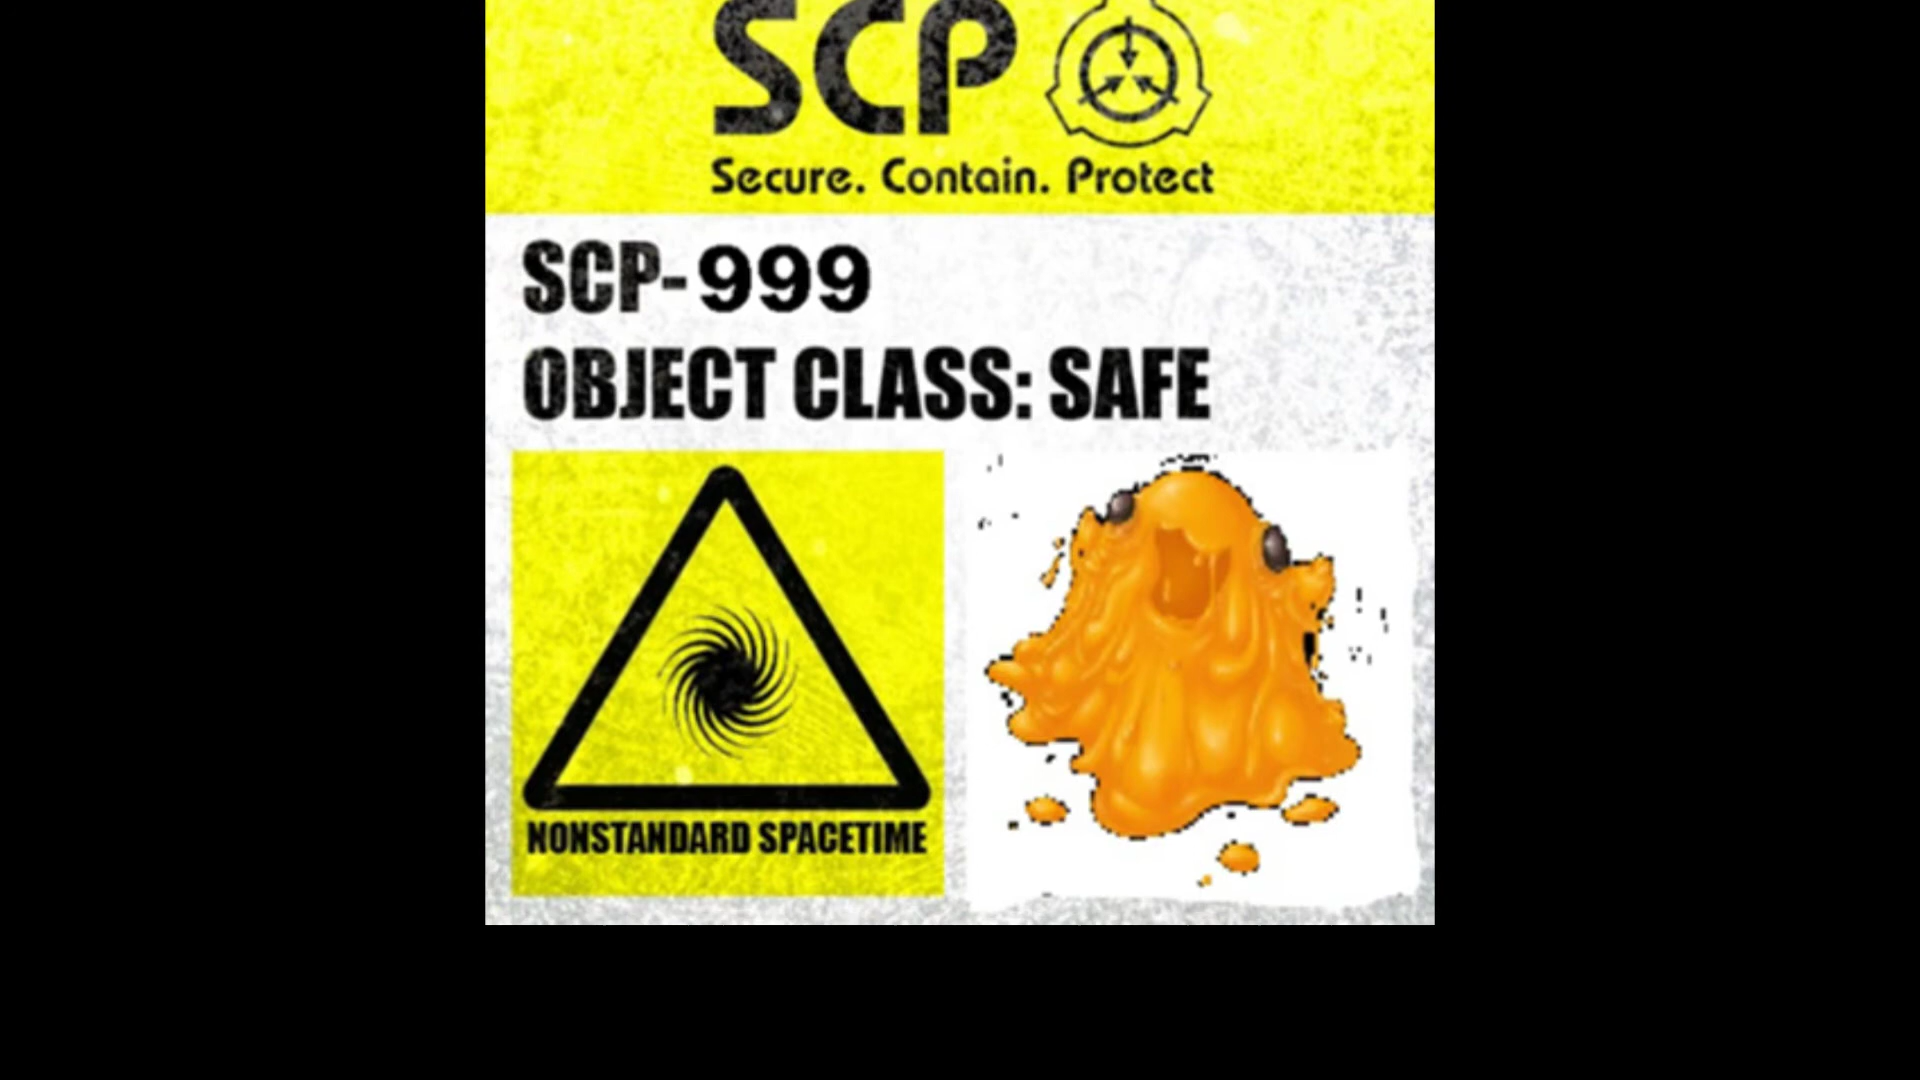 SCP
Secure. Contain. Protect
SCP-999
OBJECT CLASS: SAFE
NONSTANDARD SPACETIME